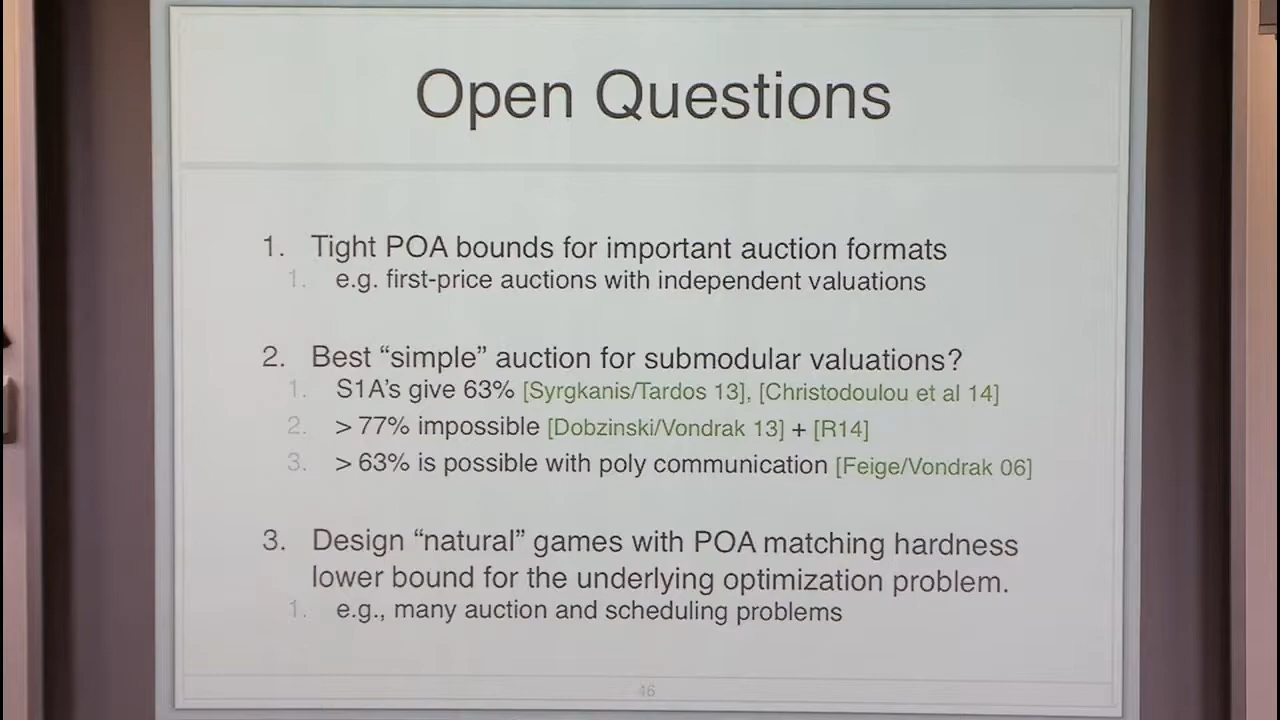 Open Questions
1. Tight POA bounds for important auction formats
1. e.g. first-price auctions with independent valuations
2. Best “simple” auction for submodular valuations?
1. S1A’s give 63% [Syrgkanis/Tardos 13], [Christodoulou et al 14]
2. > 77% impossible [Dobzinski/Vondrak 13] + [R14]
3. > 63% is possible with poly communication [Feige/Vondrak 06]
3. Design “natural” games with POA matching hardness
lower bound for the underlying optimization problem.
1. e.g., many auction and scheduling problems
46